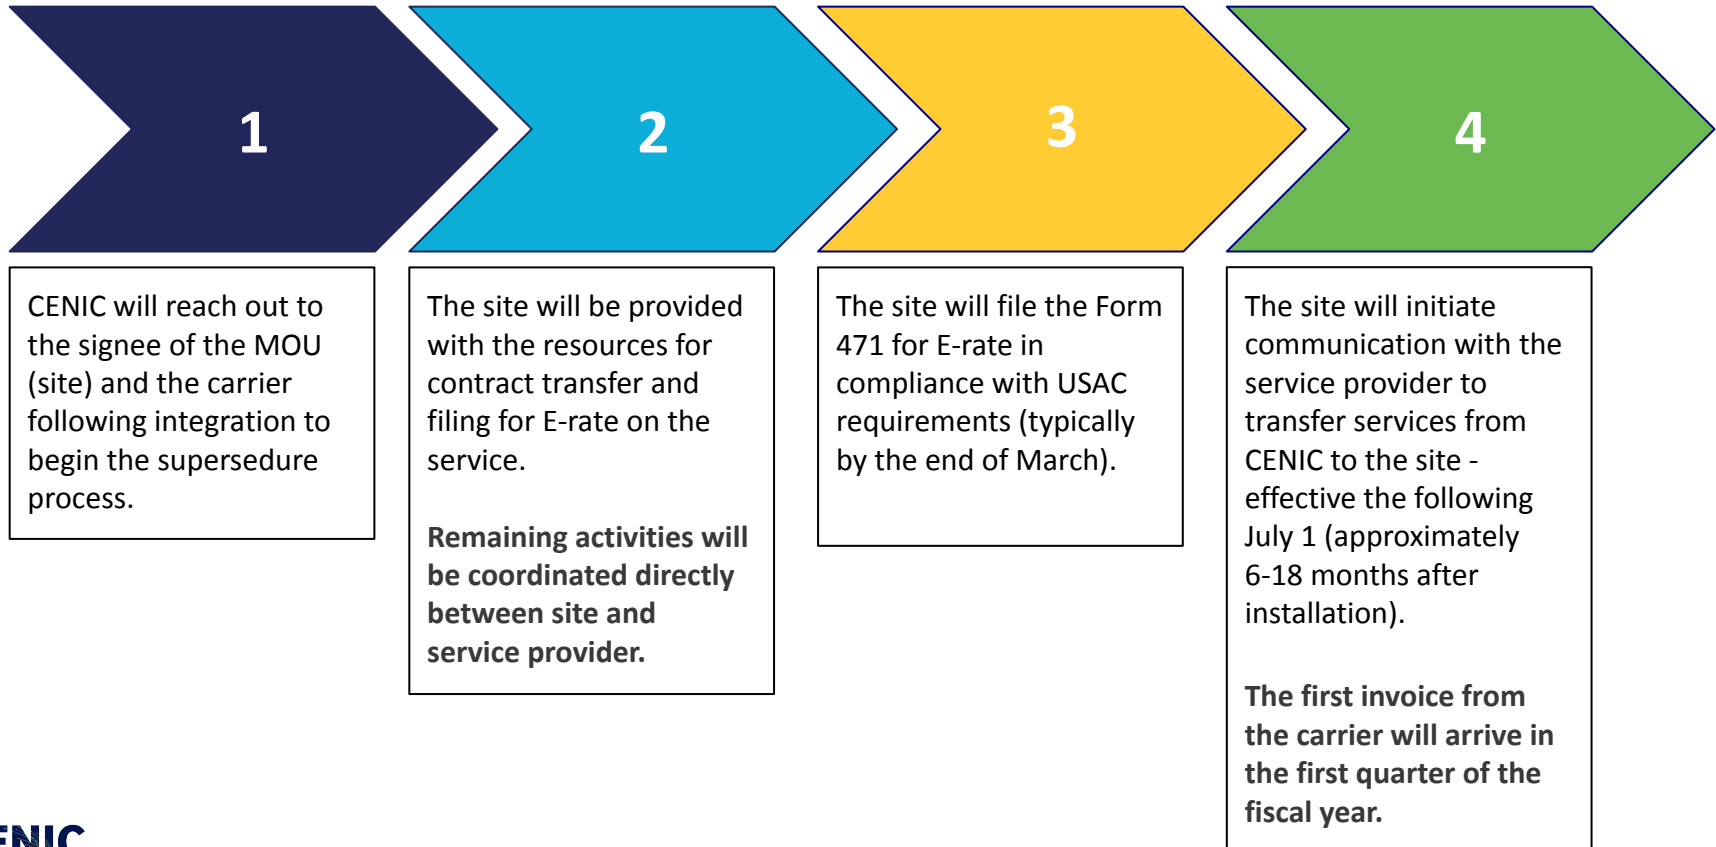 1
2
3
4
CENIC will reach out to
the signee of the MOU
(site) and the carrier
following integration to
begin the supersedure
process.
The site will be provided
with the resources for
contract transfer and
filing for E-rate on the
service.
Remaining activities will
be coordinated directly
between site and
service provider.
The site will file the Form
471 for E-rate in
compliance with USAC
requirements (typically
by the end of March).
The site will initiate
communication with the
service provider to
transfer services from
CENIC to the site -
effective the following
July 1 (approximately
6-18 months after
installation).
The first invoice from
the carrier will arrive in
the first quarter of the
fiscal year.